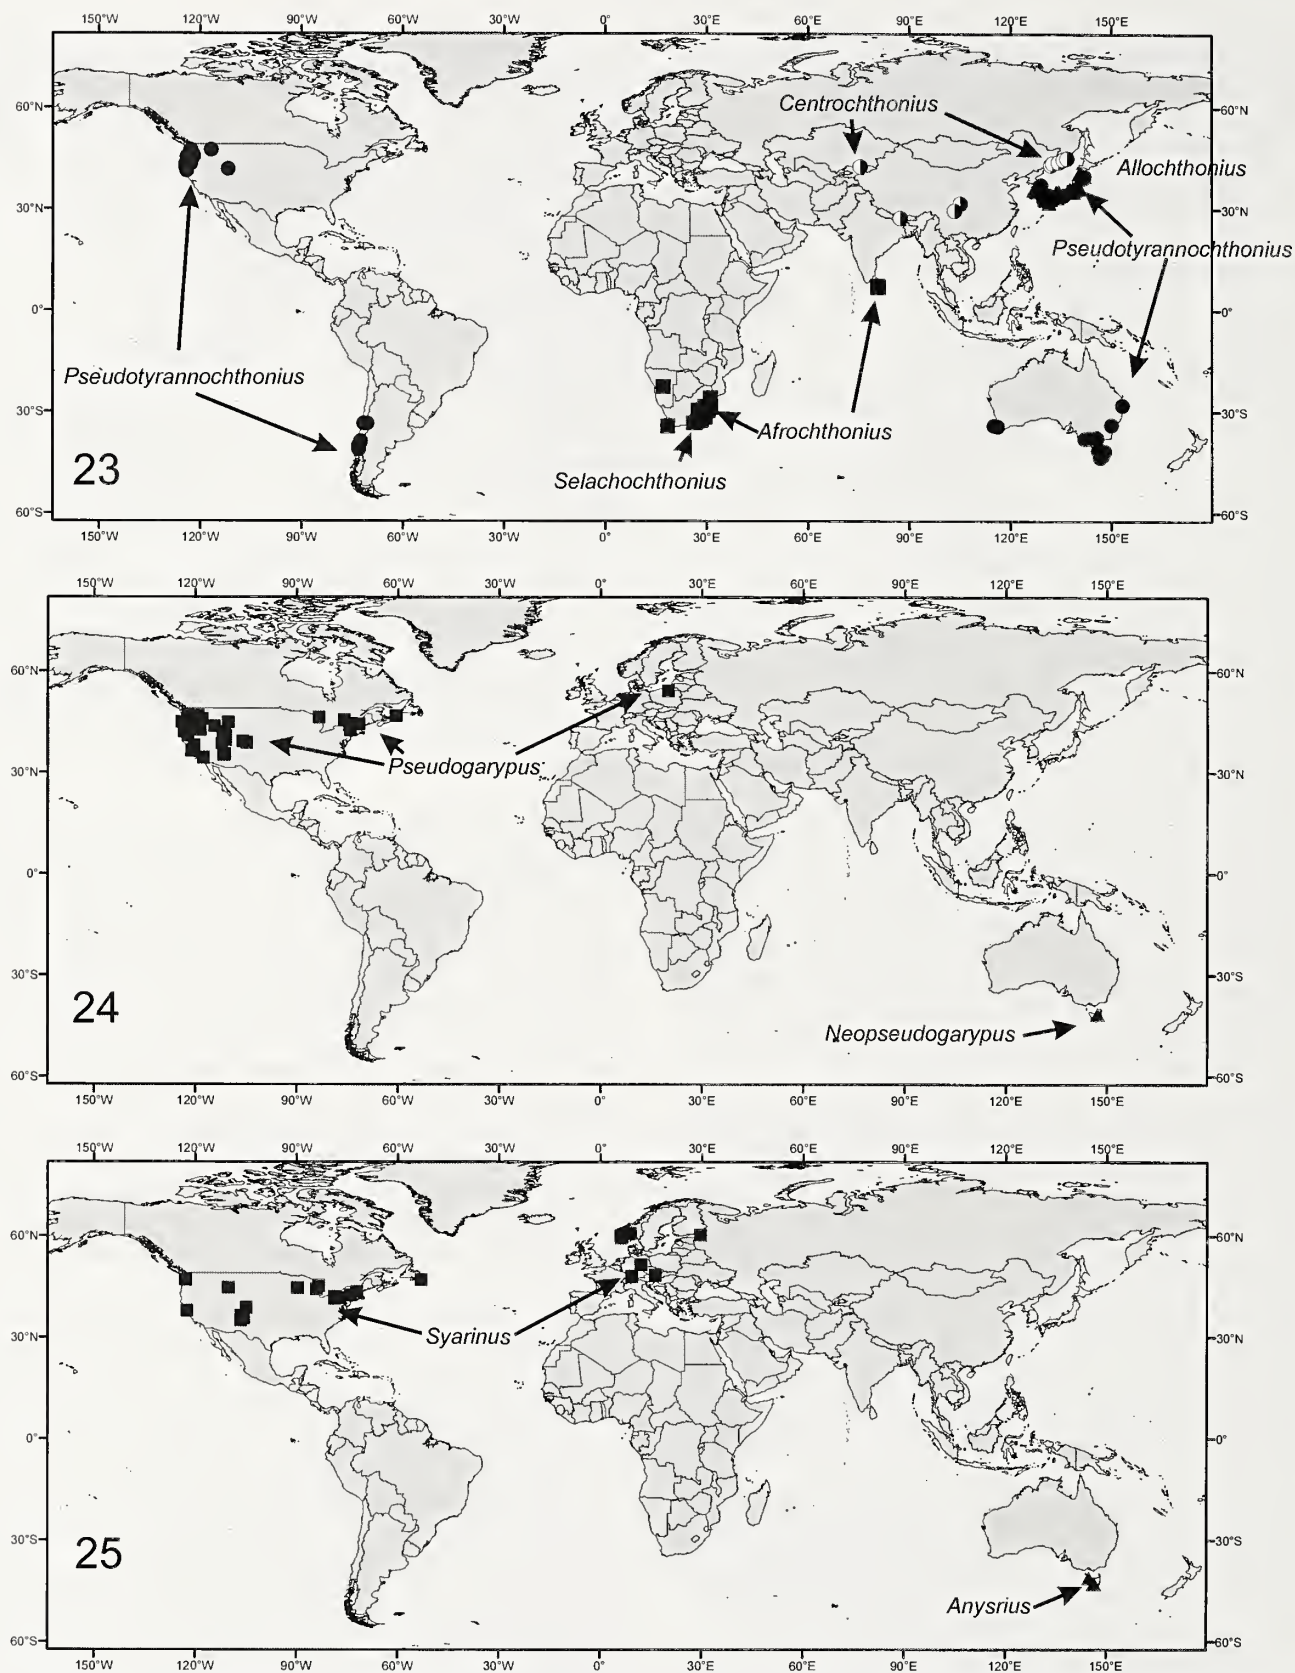 150°W 120°W 90°W 60°W 30°W 0° 30°E 60°E 90°E 120°E 150°E
Centrochthonius
60°N 60°N
Allochthonius
30°N 30°N
Pseudotyrannochthonius
0° 0°
Pseudotyrannochthonius
30°S 30°S
Afrochthonius
23
Selachochthonius
60°S 60°S
150°W 120°W 90°W 60°W 30°W 0° 30°E 60°E 90°E 120°E 150°E
150°W 120°W 90°W 60°W 30°W 0° 30°E 60°E 90°E 120°E 150°E
60°N 60°N
Pseudogarypus
30°N 30°N
0° 0°
30°S 30°S
24
Neopseudogarypus
60°S 60°S
150°W 120°W 90°W 60°W 30°W 0° 30°E 60°E 90°E 120°E 150°E
150°W 120°W 90°W 60°W 30°W 0° 30°E 60°E 90°E 120°E 150°E
60°N 60°N
Syarinus
30°N 30°N
0° 0°
30°S 30°S
25
Anysrius
60°S 60°S
150°W 120°W 90°W 60°W 30°W 0° 30°E 60°E 90°E 120°E 150°E